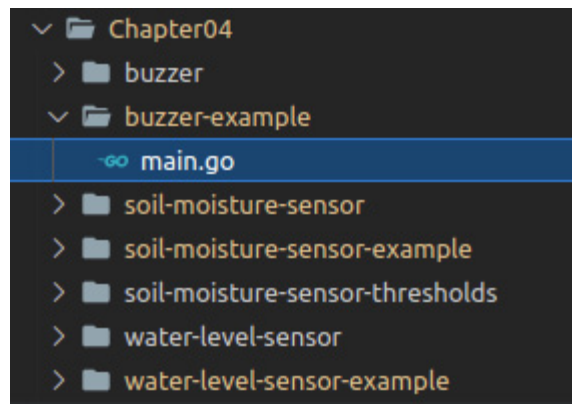 Chapter04
buzzer
buzzer-example
GO main.go
soil-moisture-sensor
soil-moisture-sensor-example
soil-moisture-sensor-thresholds
water-level-sensor
water-level-sensor-example